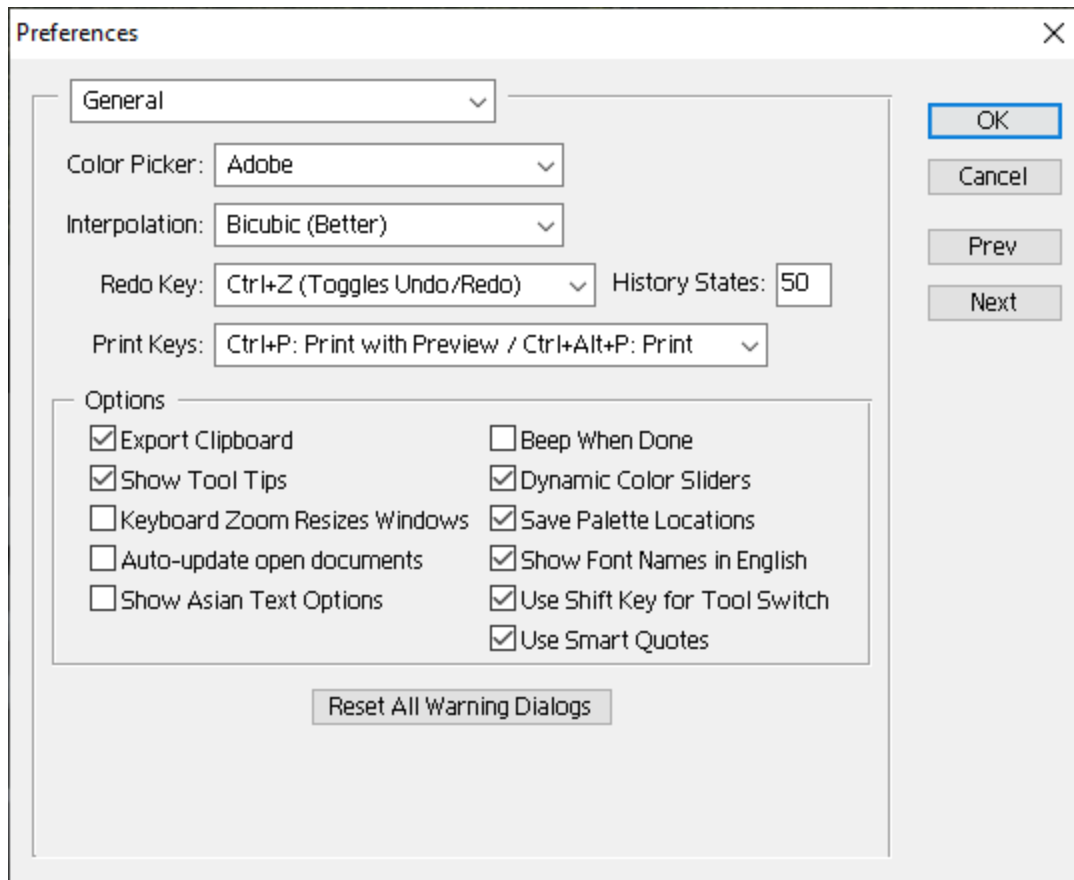 Preferences
General
OK
Color Picker: Adobe
Cancel
Interpolation: Bicubic (Better)
Prev
Redo Key: Ctrl+Z (Toggles Undo/Redo) History States: 50
Next
Print Keys: Ctrl+P: Print with Preview / Ctrl+Alt+P: Print
Options
Export Clipboard
Beep When Done
Show Tool Tips
Dynamic Color Sliders
Keyboard Zoom Resizes Windows
Save Palette Locations
Auto-update open documents
Show Font Names in English
Show Asian Text Options
Use Shift Key for Tool Switch
Use Smart Quotes
Reset All Warning Dialogs